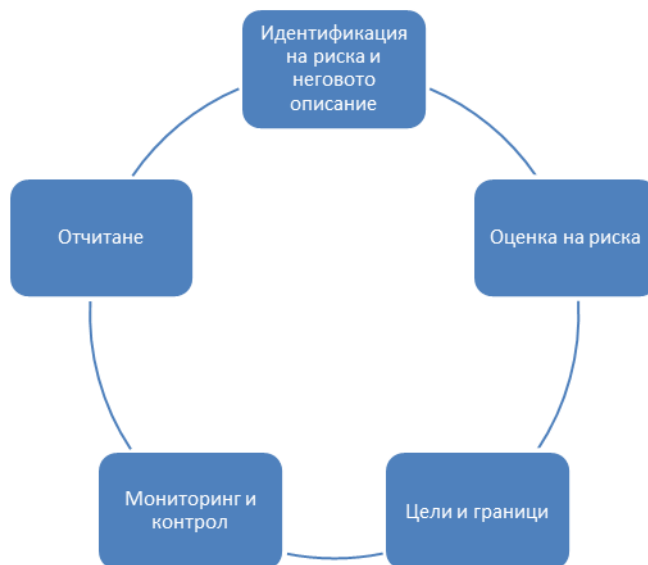 Идентификация
на риска и
неговото
описание
Оценка на риска
Цели и граници
Мониторинг и
контрол
Отчитане